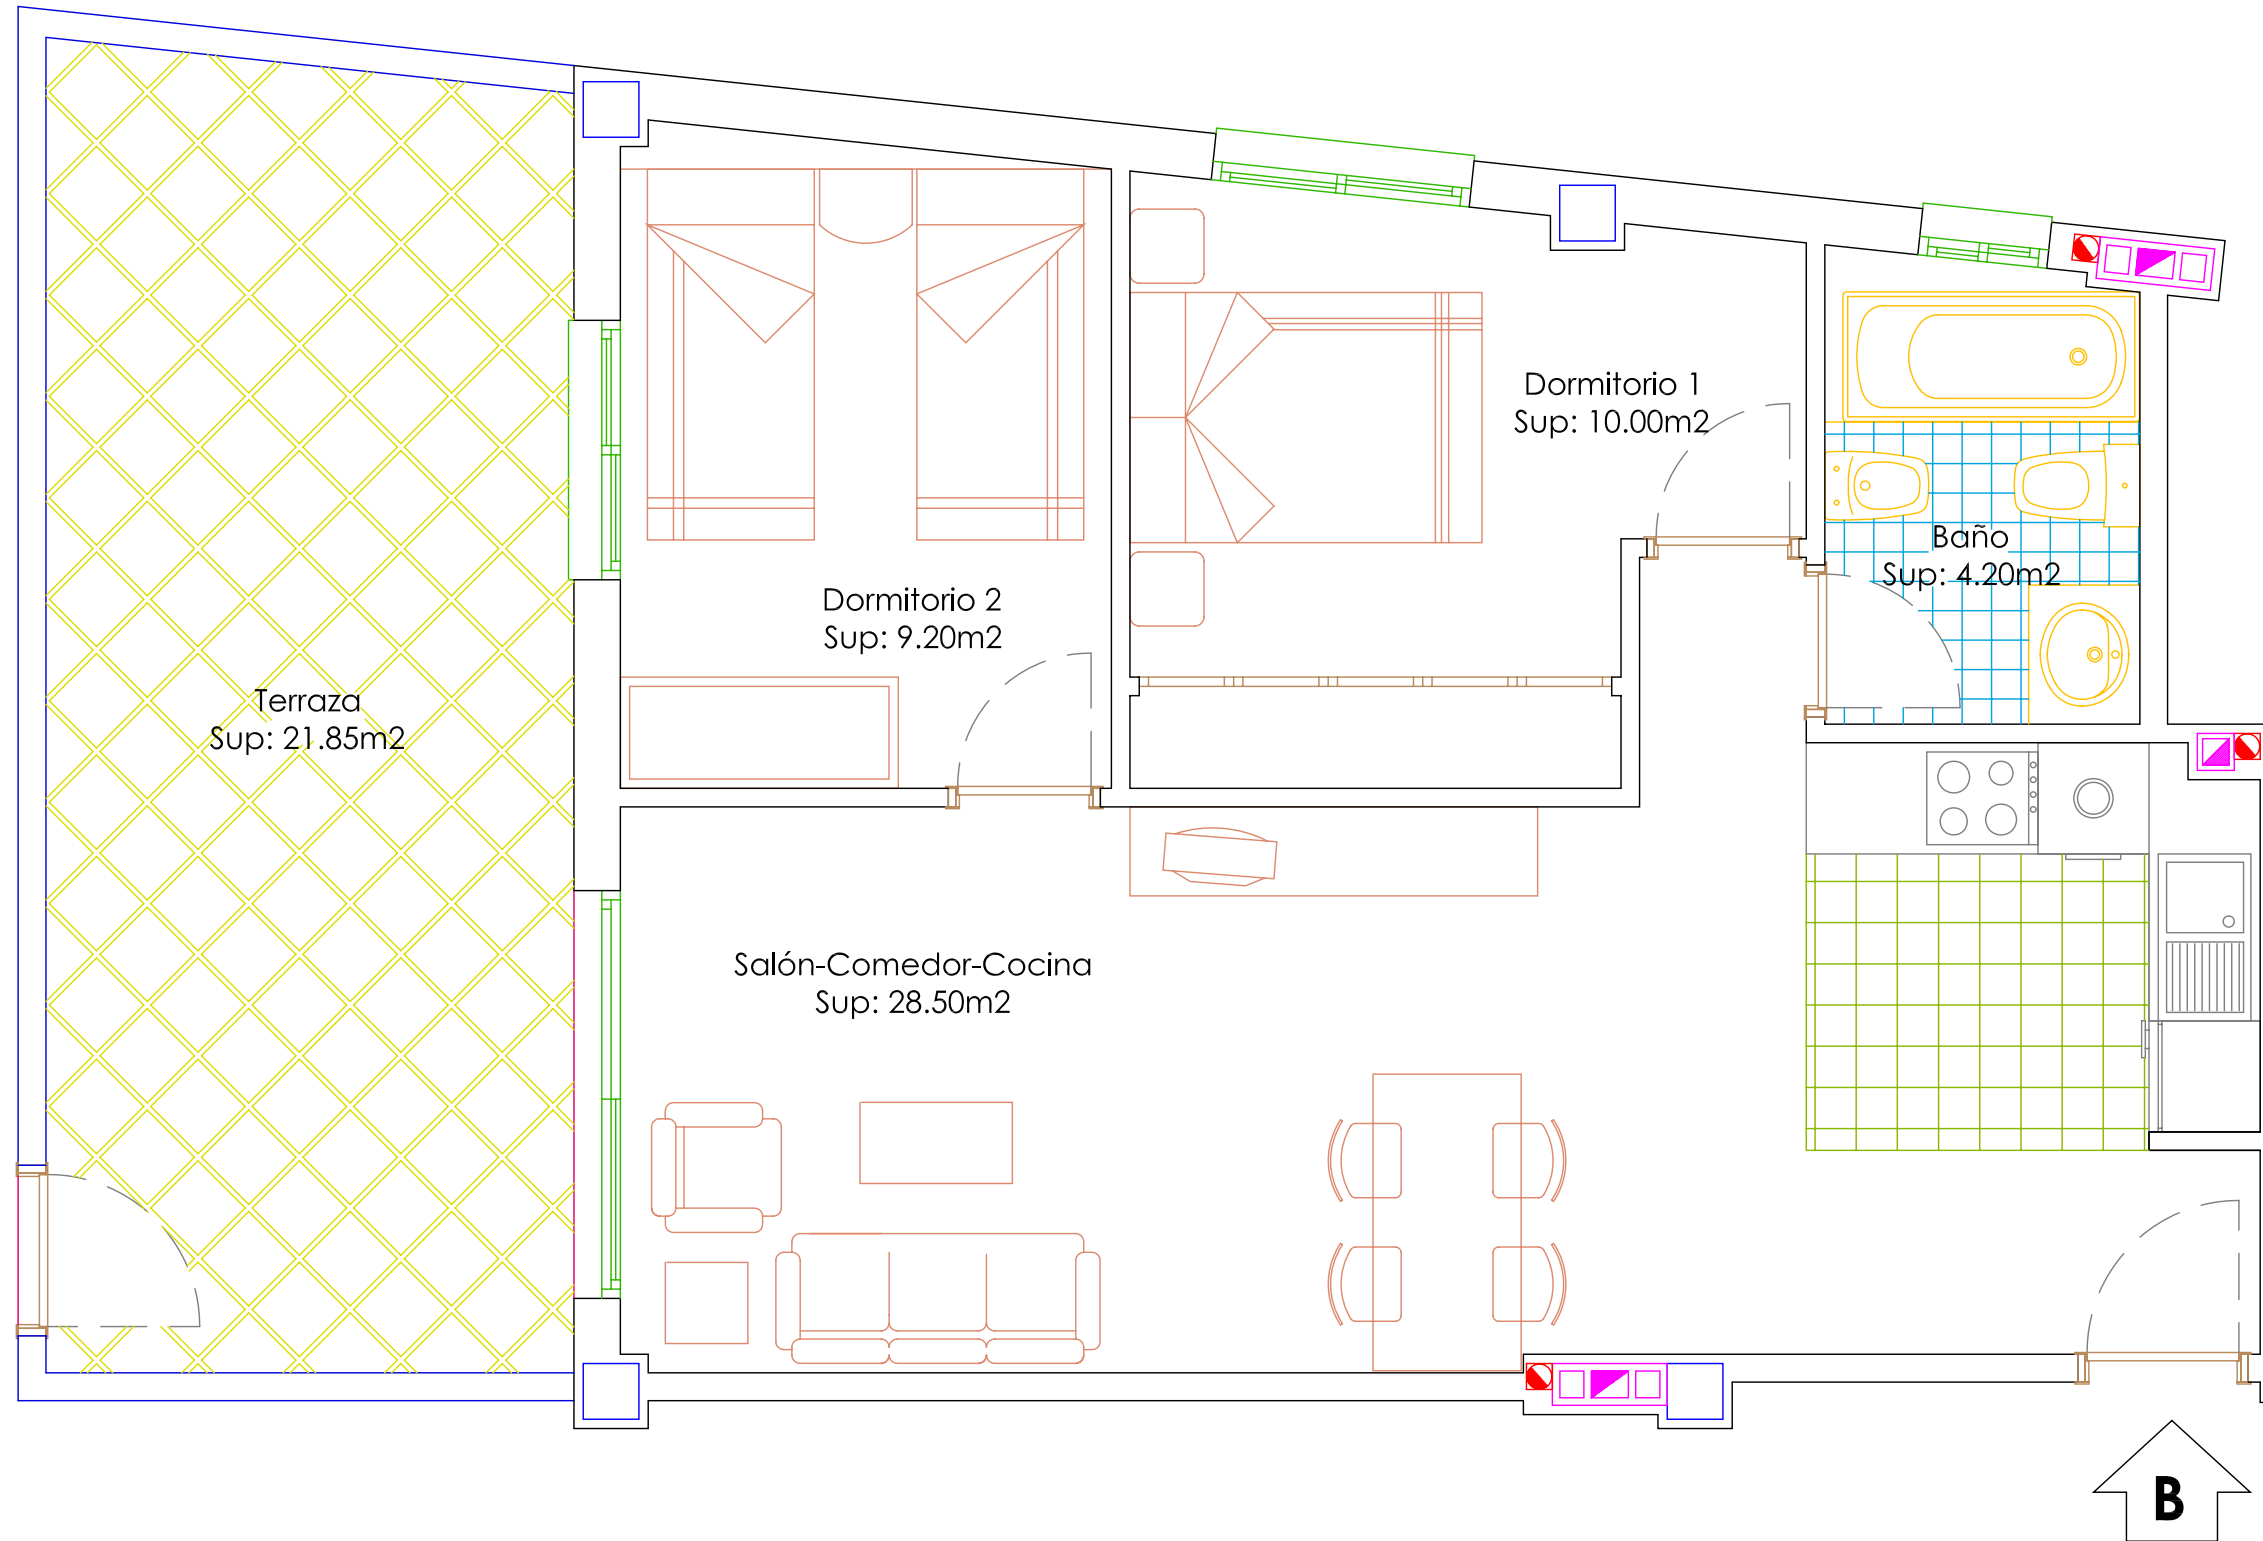 Dormitorio 1
Sup: 10.00m2
Baño
Sup: 4.20m2
Dormitorio 2
Sup: 9.20m2
Terraza
Sup: 21.85m2
Salón-Comedor-Cocina
Sup: 28.50m2
B